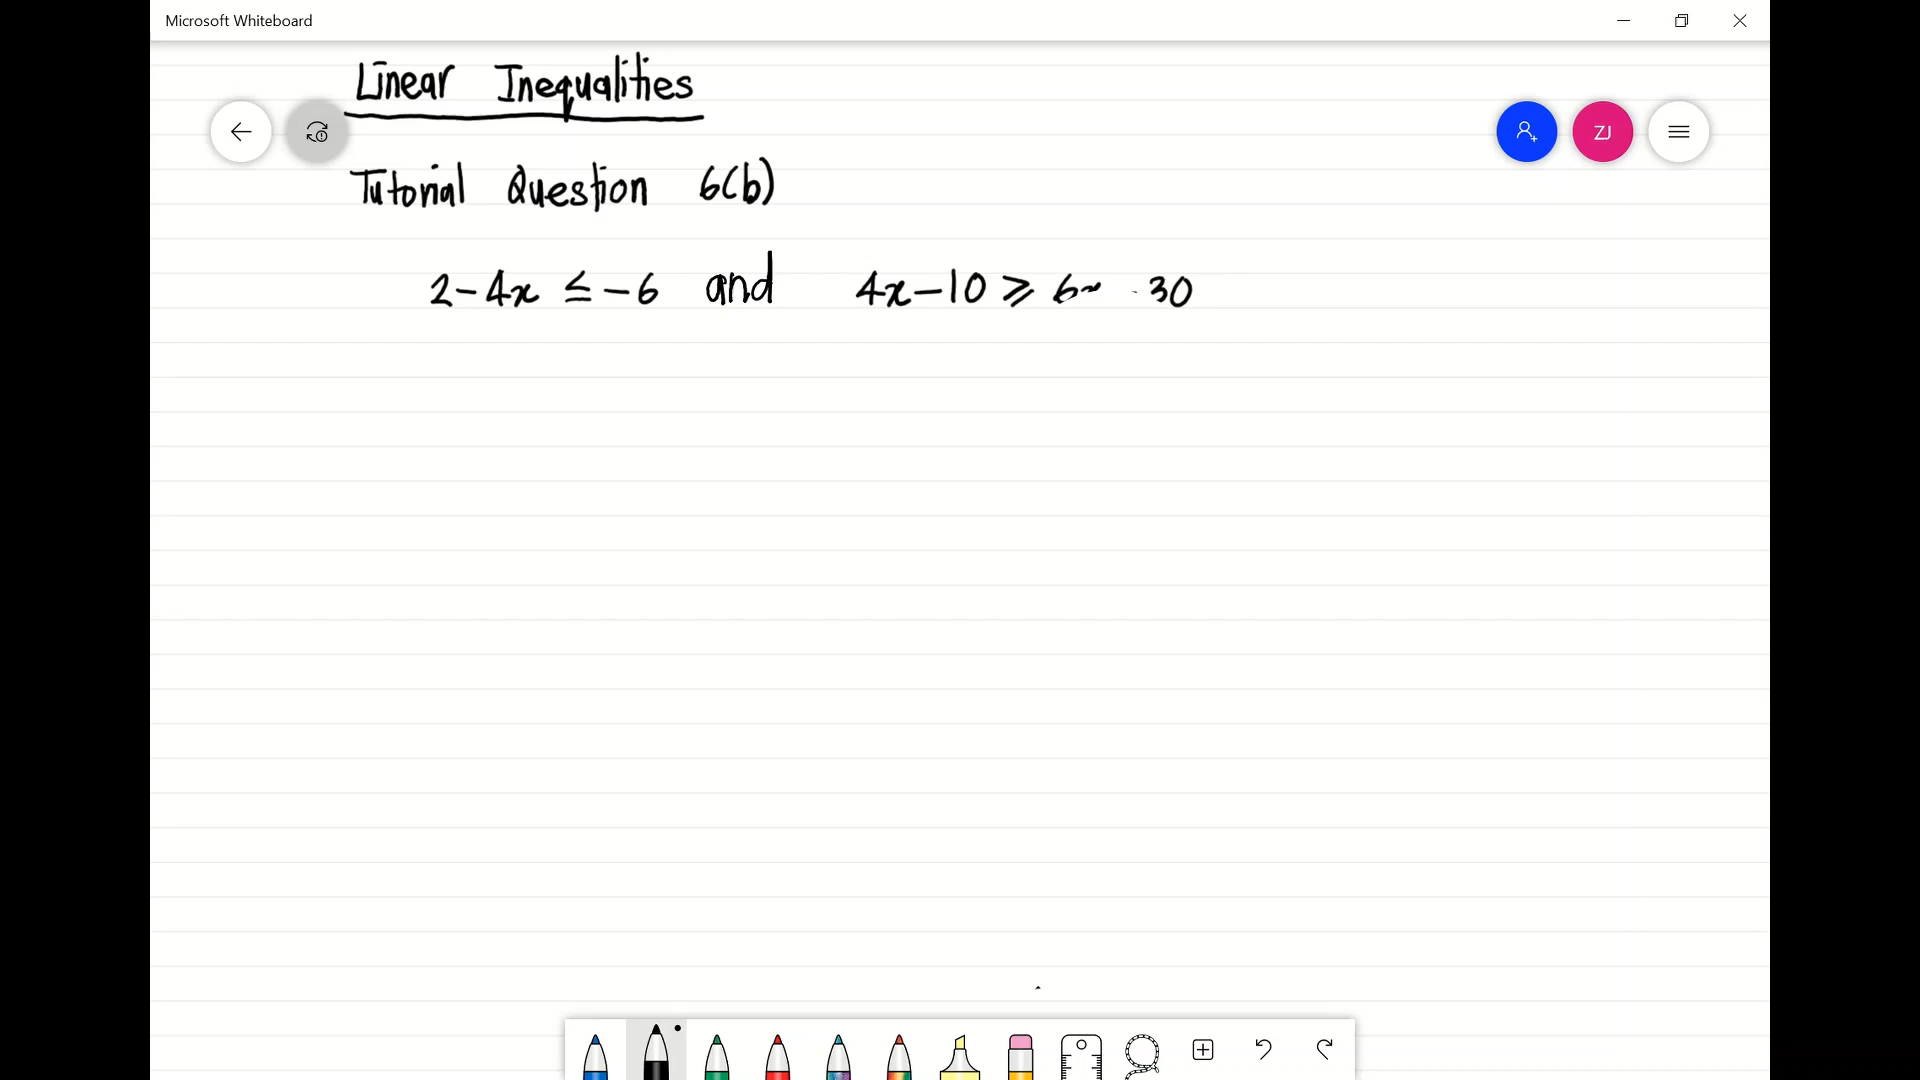 Microsoft Whiteboard
Linear Inequalities
ZJ
Tutorial Question 6(b)
2-4x ≤ -6 and 4x-10 ≥ 6 30